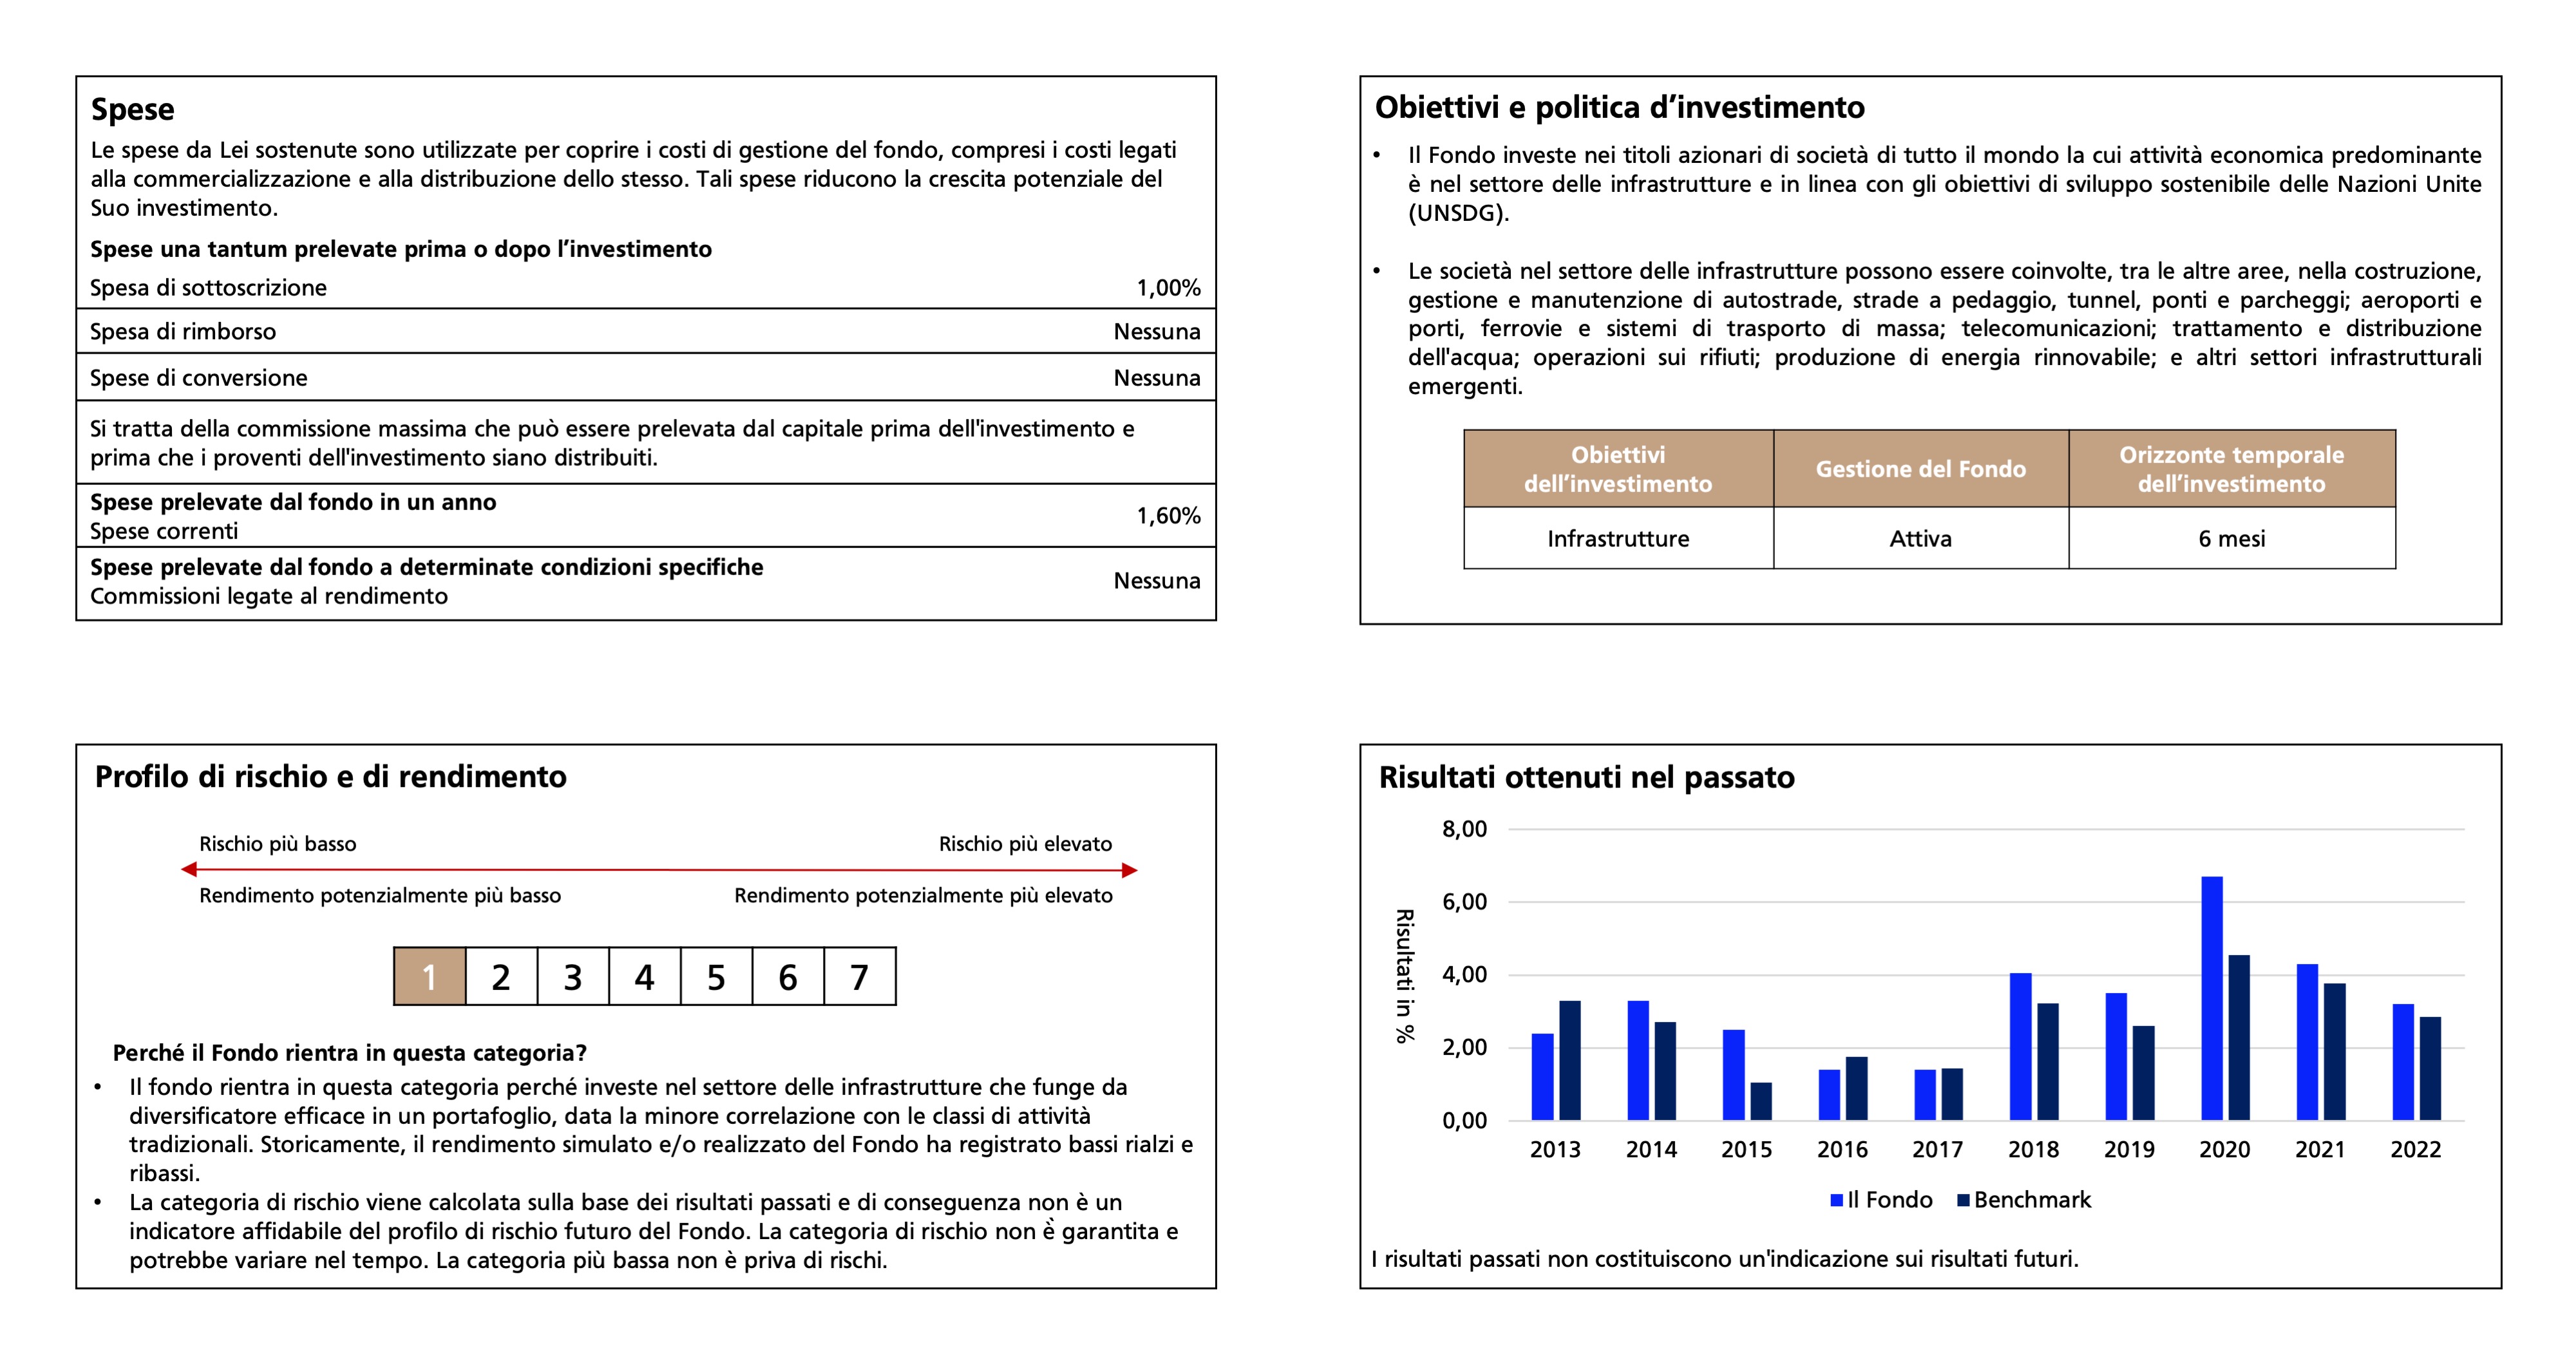 Spese
Le spese da Lei sostenute sono utilizzate per coprire i costi di gestione del fondo, compresi i costi legati
alla commercializzazione e alla distribuzione dello stesso. Tali spese riducono la crescita potenziale del
Suo investimento.
Spese una tantum prelevate prima o dopo l’investimento
Spesa di sottoscrizione 1,00%
Spesa di rimborso Nessuna
Spese di conversione Nessuna
Si tratta della commissione massima che può essere prelevata dal capitale prima dell'investimento e
prima che i proventi dell'investimento siano distribuiti.
Spese prelevate dal fondo in un anno
Spese correnti 1,60%
Spese prelevate dal fondo a determinate condizioni specifiche
Commissioni legate al rendimento Nessuna
Obiettivi e politica d’investimento
• Il Fondo investe nei titoli azionari di società di tutto il mondo la cui attività economica predominante
è nel settore delle infrastrutture e in linea con gli obiettivi di sviluppo sostenibile delle Nazioni Unite
(UNSDG).
• Le società nel settore delle infrastrutture possono essere coinvolte, tra le altre aree, nella costruzione,
gestione e manutenzione di autostrade, strade a pedaggio, tunnel, ponti e parcheggi; aeroporti e
porti, ferrovie e sistemi di trasporto di massa; telecomunicazioni; trattamento e distribuzione
dell'acqua; operazioni sui rifiuti; produzione di energia rinnovabile; e altri settori infrastrutturali
emergenti.
Obiettivi
dell’investimento
Gestione del Fondo
Orizzonte temporale
dell’investimento
Infrastrutture Attiva 6 mesi
Profilo di rischio e di rendimento
Rischio più basso Rischio più elevato
Rendimento potenzialmente più basso Rendimento potenzialmente più elevato
1 2 3 4 5 6 7
Perché il Fondo rientra in questa categoria?
• Il fondo rientra in questa categoria perché investe nel settore delle infrastrutture che funge da
diversificatore efficace in un portafoglio, data la minore correlazione con le classi di attività
tradizionali. Storicamente, il rendimento simulato e/o realizzato del Fondo ha registrato bassi rialzi e
ribassi.
• La categoria di rischio viene calcolata sulla base dei risultati passati e di conseguenza non è un
indicatore affidabile del profilo di rischio futuro del Fondo. La categoria di rischio non è̀ garantita e
potrebbe variare nel tempo. La categoria più bassa non è priva di rischi.
Risultati ottenuti nel passato
Risultati in %
8,00
6,00
4,00
2,00
0,00
2013 2014 2015 2016 2017 2018 2019 2020 2021 2022
Il Fondo Benchmark
I risultati passati non costituiscono un'indicazione sui risultati futuri.